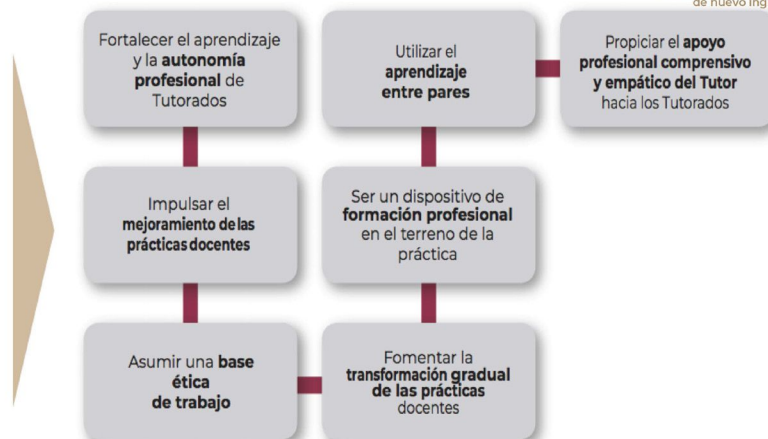 de nuevo ing
Fortalecer el aprendizaje
y la autonomía
profesional de
Tutorados
Impulsar el
mejoramiento de las
prácticas docentes
Asumir una base
ética
de trabajo
Fomentar la
transformación gradual
de las prácticas
docentes
Ser un dispositivo de
formación profesional
en el terreno de la
práctica
Utilizar el
aprendizaje
entre pares
Propiciar el apoyo
profesional comprensivo
y empático del Tutor
hacia los Tutorados